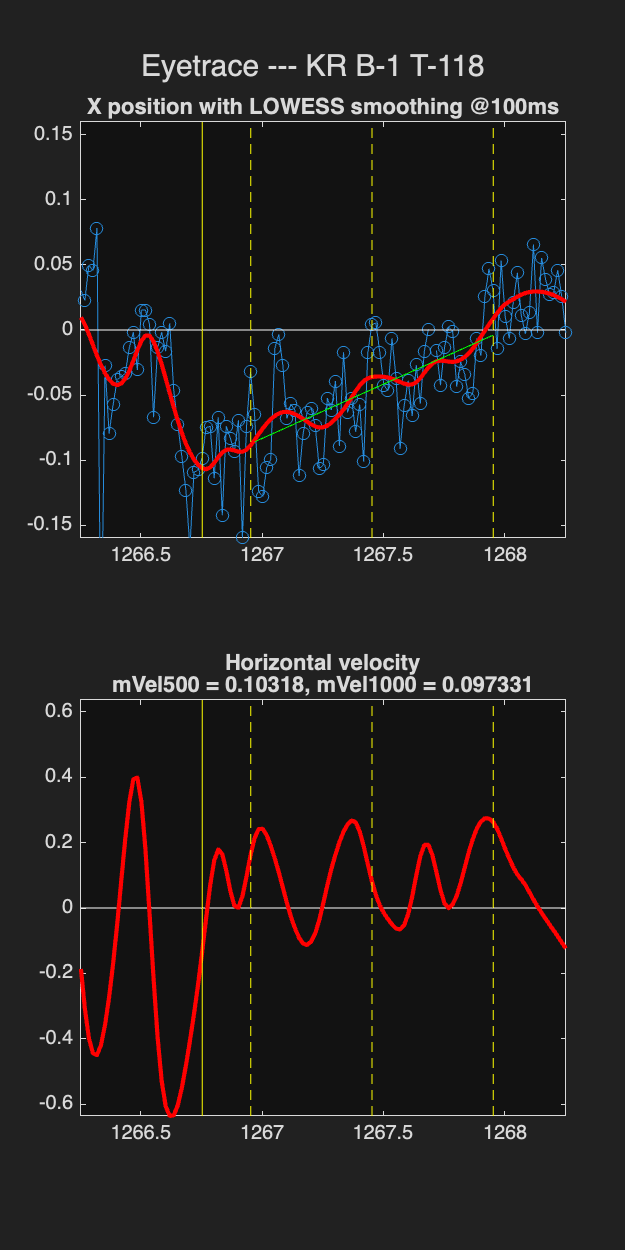 Eyetrace --- KR B-1 T-118
X position with LOWESS smoothing @100ms
0.15
0.1
0.05
0
-0.05
-0.1
-0.15
1266.5 1267 1267.5 1268
Horizontal velocity
mVel500 = 0.10318, mVel1000 = 0.097331
0.6
0.4
0.2
0
-0.2
-0.4
-0.6
1266.5 1267 1267.5 1268